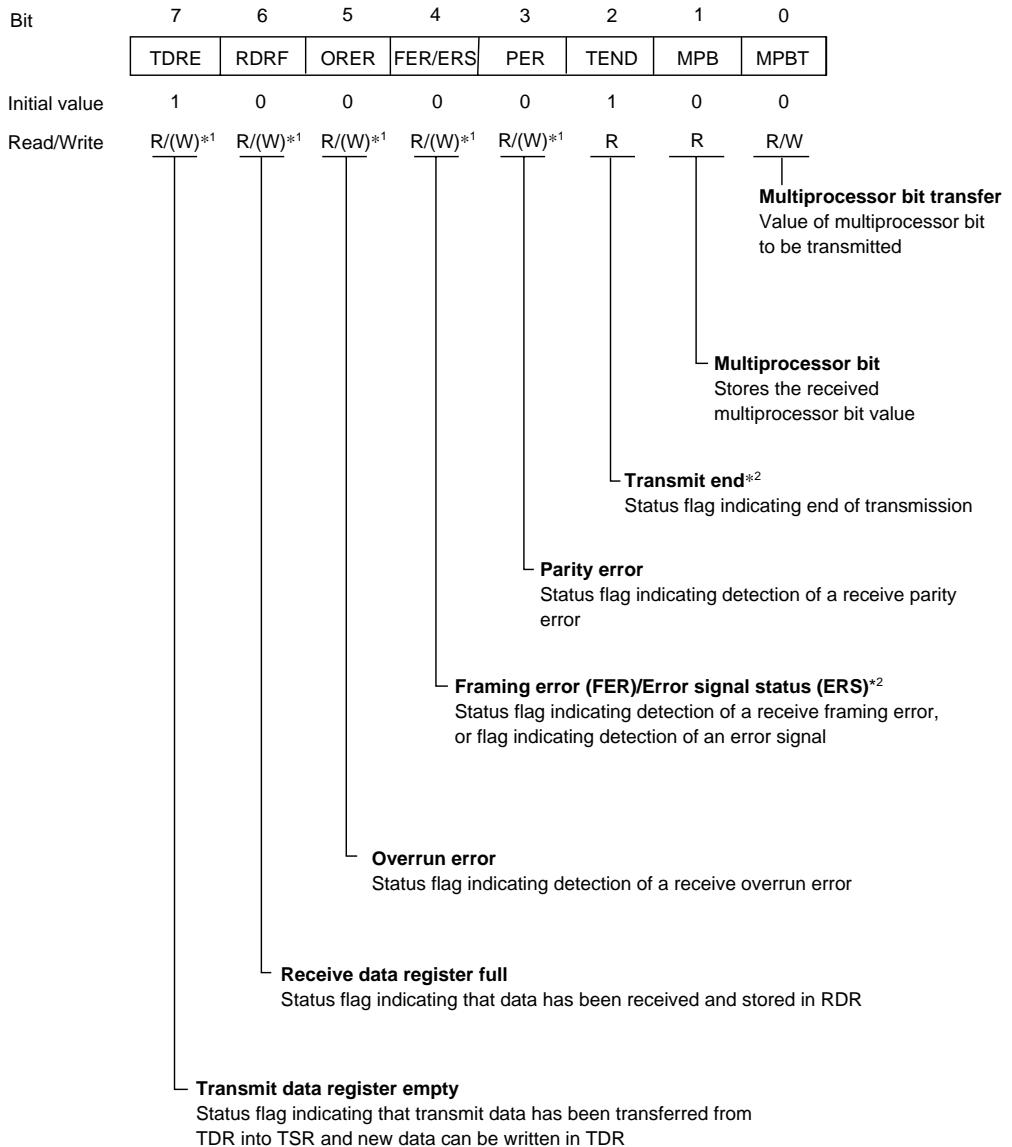 Bit 7 6 5 4 3 2 1 0
TDRE RDRF ORER FER/ERS PER TEND MPB MPBT
Initial value 1 0 0 0 0 1 0 0
Read/Write R/(W)*1 R/(W)*1 R/(W)*1 R/(W)*1 R/(W)*1 R R R/W
Multiprocessor bit transfer
Value of multiprocessor bit
to be transmitted
Multiprocessor bit
Stores the received
multiprocessor bit value
Transmit end*2
Status flag indicating end of transmission
Parity error
Status flag indicating detection of a receive parity
error
Framing error (FER)/Error signal status (ERS)*2
Status flag indicating detection of a receive framing error,
or flag indicating detection of an error signal
Overrun error
Status flag indicating detection of a receive overrun error
Receive data register full
Status flag indicating that data has been received and stored in RDR
Transmit data register empty
Status flag indicating that transmit data has been transferred from
TDR into TSR and new data can be written in TDR